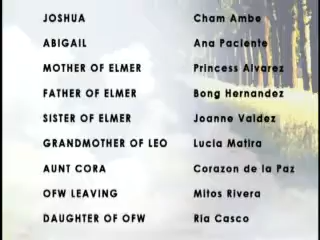 JOSHUA Cham Ambe
ABIGAIL Ana Paciente
MOTHER OF ELMER Princess Alvarez
FATHER OF ELMER Bong Hernandez
SISTER OF ELMER Joanne Valdez
GRANDMOTHER OF LEO Lucia Matira
AUNT CORA Corazon de la Paz
OFW LEAVING Mitos Rivera
DAUGHTER OF OFW Ria Casco